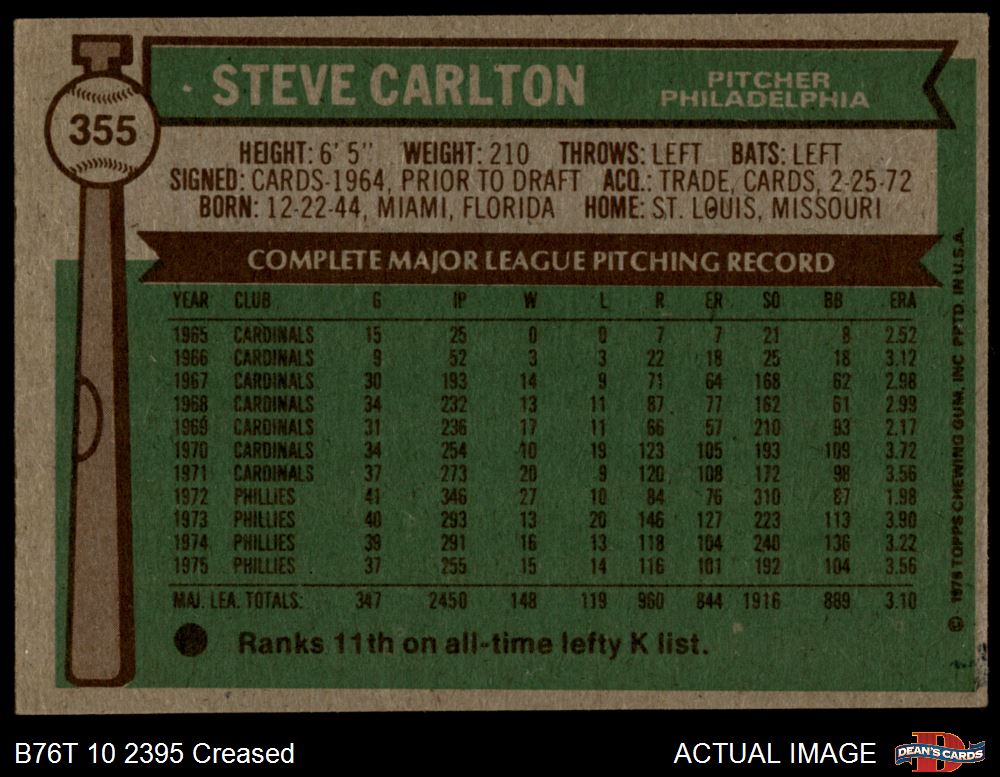 355
STEVE CARLTON
PITCHER
PHILADELPHIA
HEIGHT: 6' 5" WEIGHT: 210 THROWS: LEFT BATS: LEFT
SIGNED: CARDS-1964, PRIOR TO DRAFT ACQ.: TRADE, CARDS, 2-25-72
BORN: 12-22-44, MIAMI, FLORIDA HOME: ST. LOUIS, MISSOURI
COMPLETE MAJOR LEAGUE PITCHING RECORD
YEAR CLUB G IP W L R ER SO BB ERA
1965 CARDINALS 15 25 0 0 7 7 21 8 2.52
1966 CARDINALS 9 52 3 3 22 18 25 18 3.12
1967 CARDINALS 30 193 14 9 71 64 168 62 2.98
1968 CARDINALS 34 232 13 11 87 77 162 61 2.99
1969 CARDINALS 31 236 17 11 66 57 210 93 2.17
1970 CARDINALS 34 254 10 19 123 105 193 109 3.72
1971 CARDINALS 37 273 20 9 120 108 172 98 3.56
1972 PHILLIES 41 346 27 10 84 76 310 87 1.98
1973 PHILLIES 40 293 13 20 146 127 223 113 3.90
1974 PHILLIES 39 291 16 13 118 104 240 136 3.22
1975 PHILLIES 37 255 15 14 116 101 192 104 3.56
MAJ. LEA. TOTALS: 347 2450 148 119 960 844 1916 889 3.10
Ranks 11th on all-time lefty K list.
© 1976 TOPPS CHEWING GUM, INC PRTD. IN U.S.A.
B76T 10 2395 Creased
ACTUAL IMAGE
DEAN'S CARDS